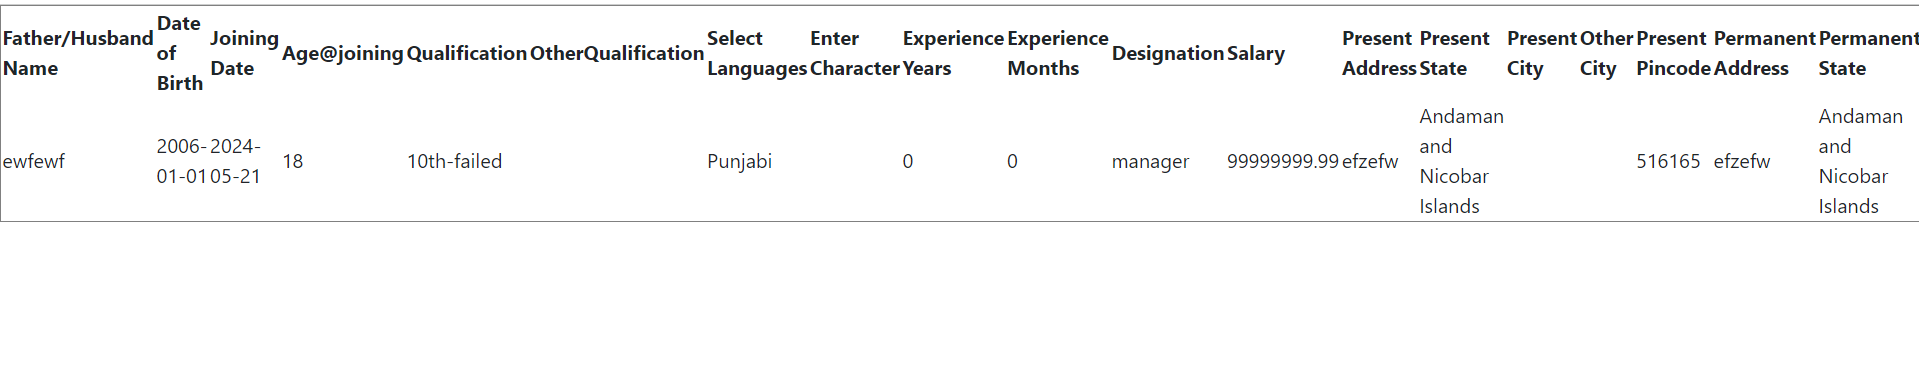 Father/Husband Name Date of Birth Joining Date Age@joining Qualification OtherQualification Select Languages Enter Character Experience Years Experience Months Designation Salary Present Address Present State Present City Other City Present Pincode Permanent Address Permanent State
ewfewf 2006-01-01 2024-05-21 18 10th-failed Punjabi 0 0 manager 99999999.99 efzefw Andaman and Nicobar Islands 516165 efzefw Andaman and Nicobar Islands